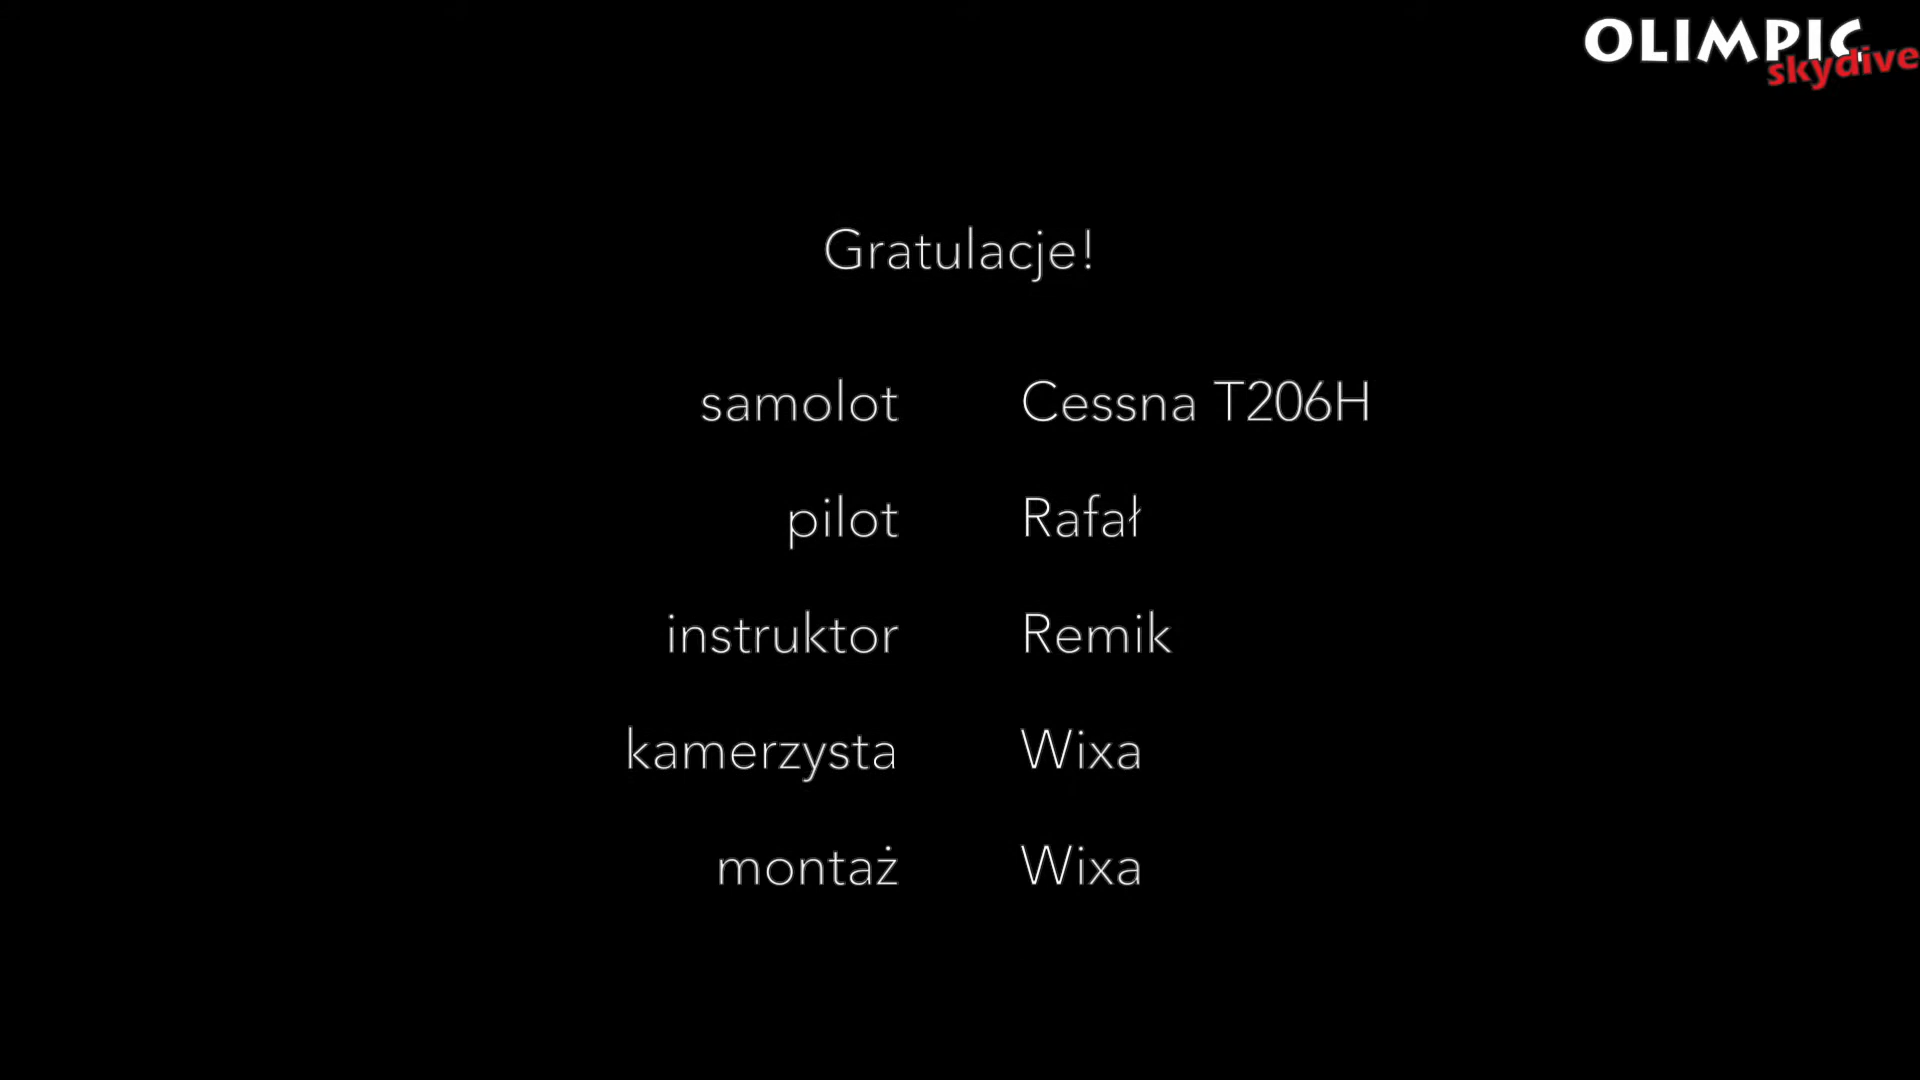 OLIMPIC
skydive
Gratulacje!
samolot Cessna T206H
pilot Rafał
instruktor Remik
kamerzysta Wixa
montaż Wixa